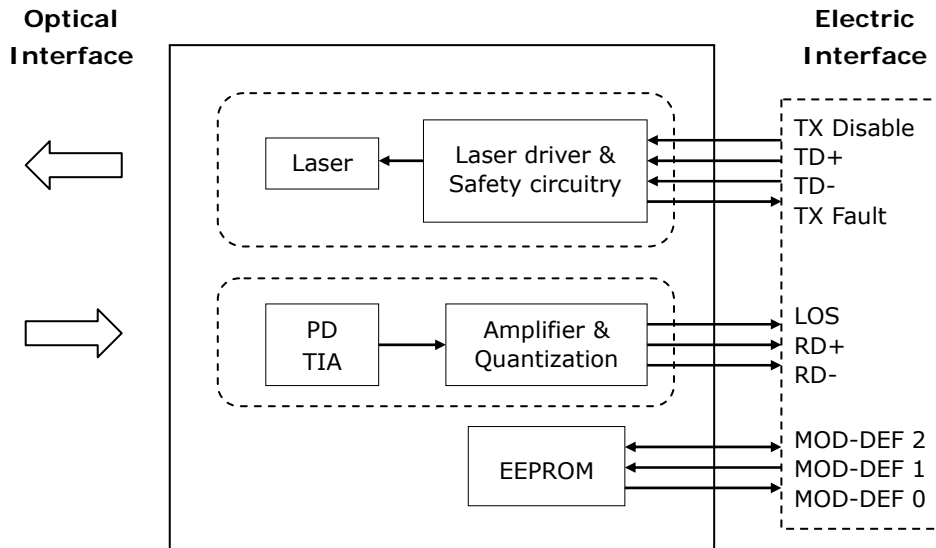 Optical
Interface
Electric
Interface
Laser
Laser driver &
Safety circuitry
TX Disable
TD+
TD-
TX Fault
PD
TIA
Amplifier &
Quantization
LOS
RD+
RD-
EEPROM
MOD-DEF 2
MOD-DEF 1
MOD-DEF 0